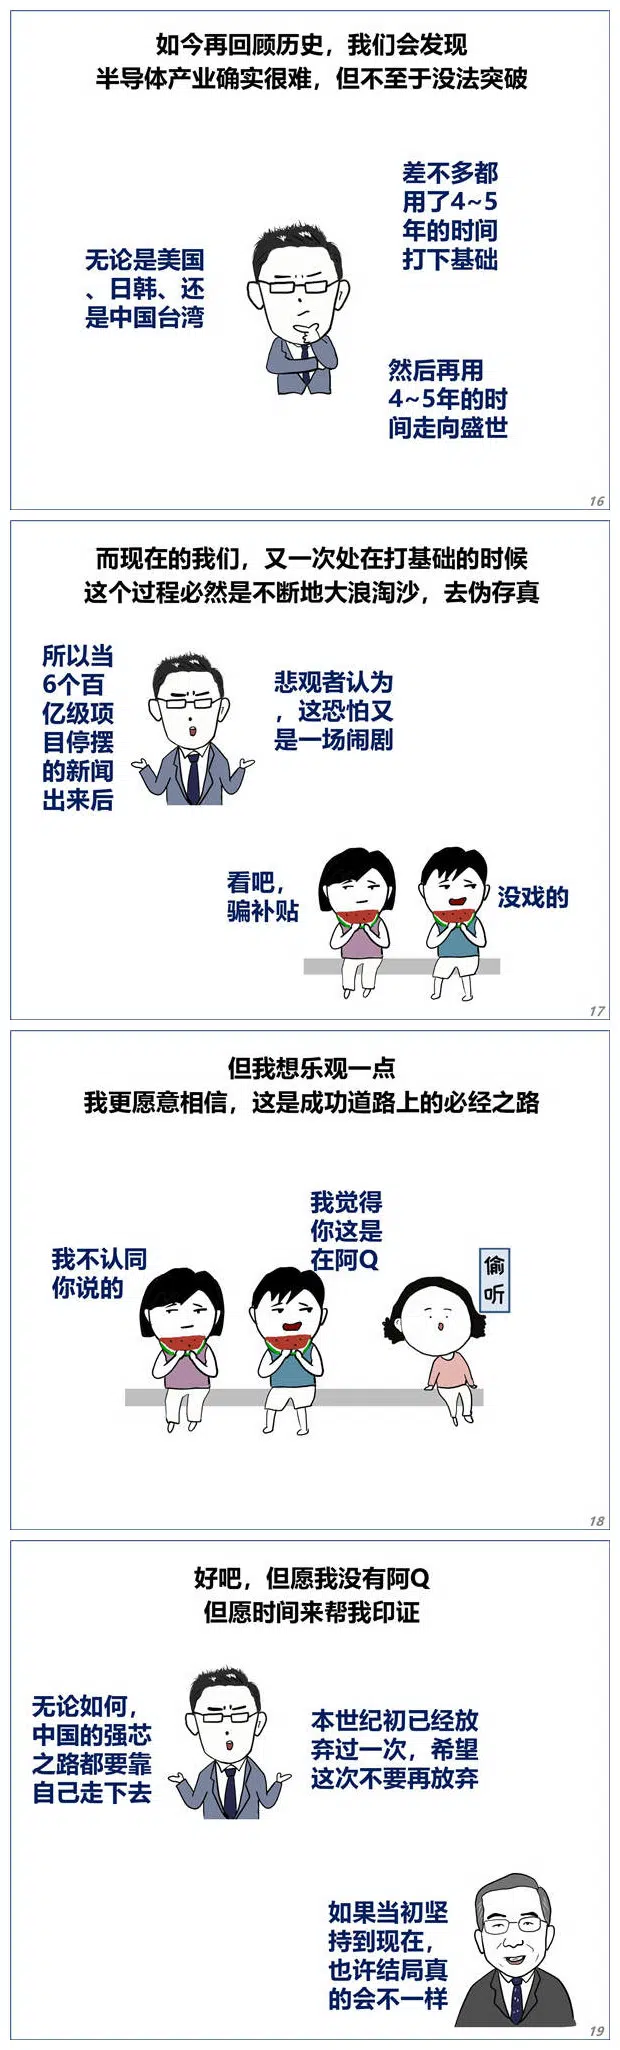 如今再回顾历史，我们会发现
半导体产业确实很难，但不至于没法突破
无论是美国
、日韩、还
是中国台湾
差不多都
用了4~5
年的时间
打下基础
然后再用
4~5年的时
间走向盛世
16
而现在的我们，又一次处在打基础的时候
这个过程必然是不断地大浪淘沙，去伪存真
所以当
6个百
亿级项
目停摆
的新闻
出来后
悲观者认为
，这恐怕又
是一场闹剧
看吧，
骗补贴
没戏的
17
但我想乐观一点
我更愿意相信，这是成功道路上的必经之路
我不认同
你说的
我觉得
你这是
在阿Q
偷
听
18
好吧，但愿我没有阿Q
但愿时间来帮我印证
无论如何，
中国的强芯
之路都要靠
自己走下去
本世纪初已经放
弃过一次，希望
这次不要再放弃
如果当初坚
持到现在，
也许结局真
的会不一样
19